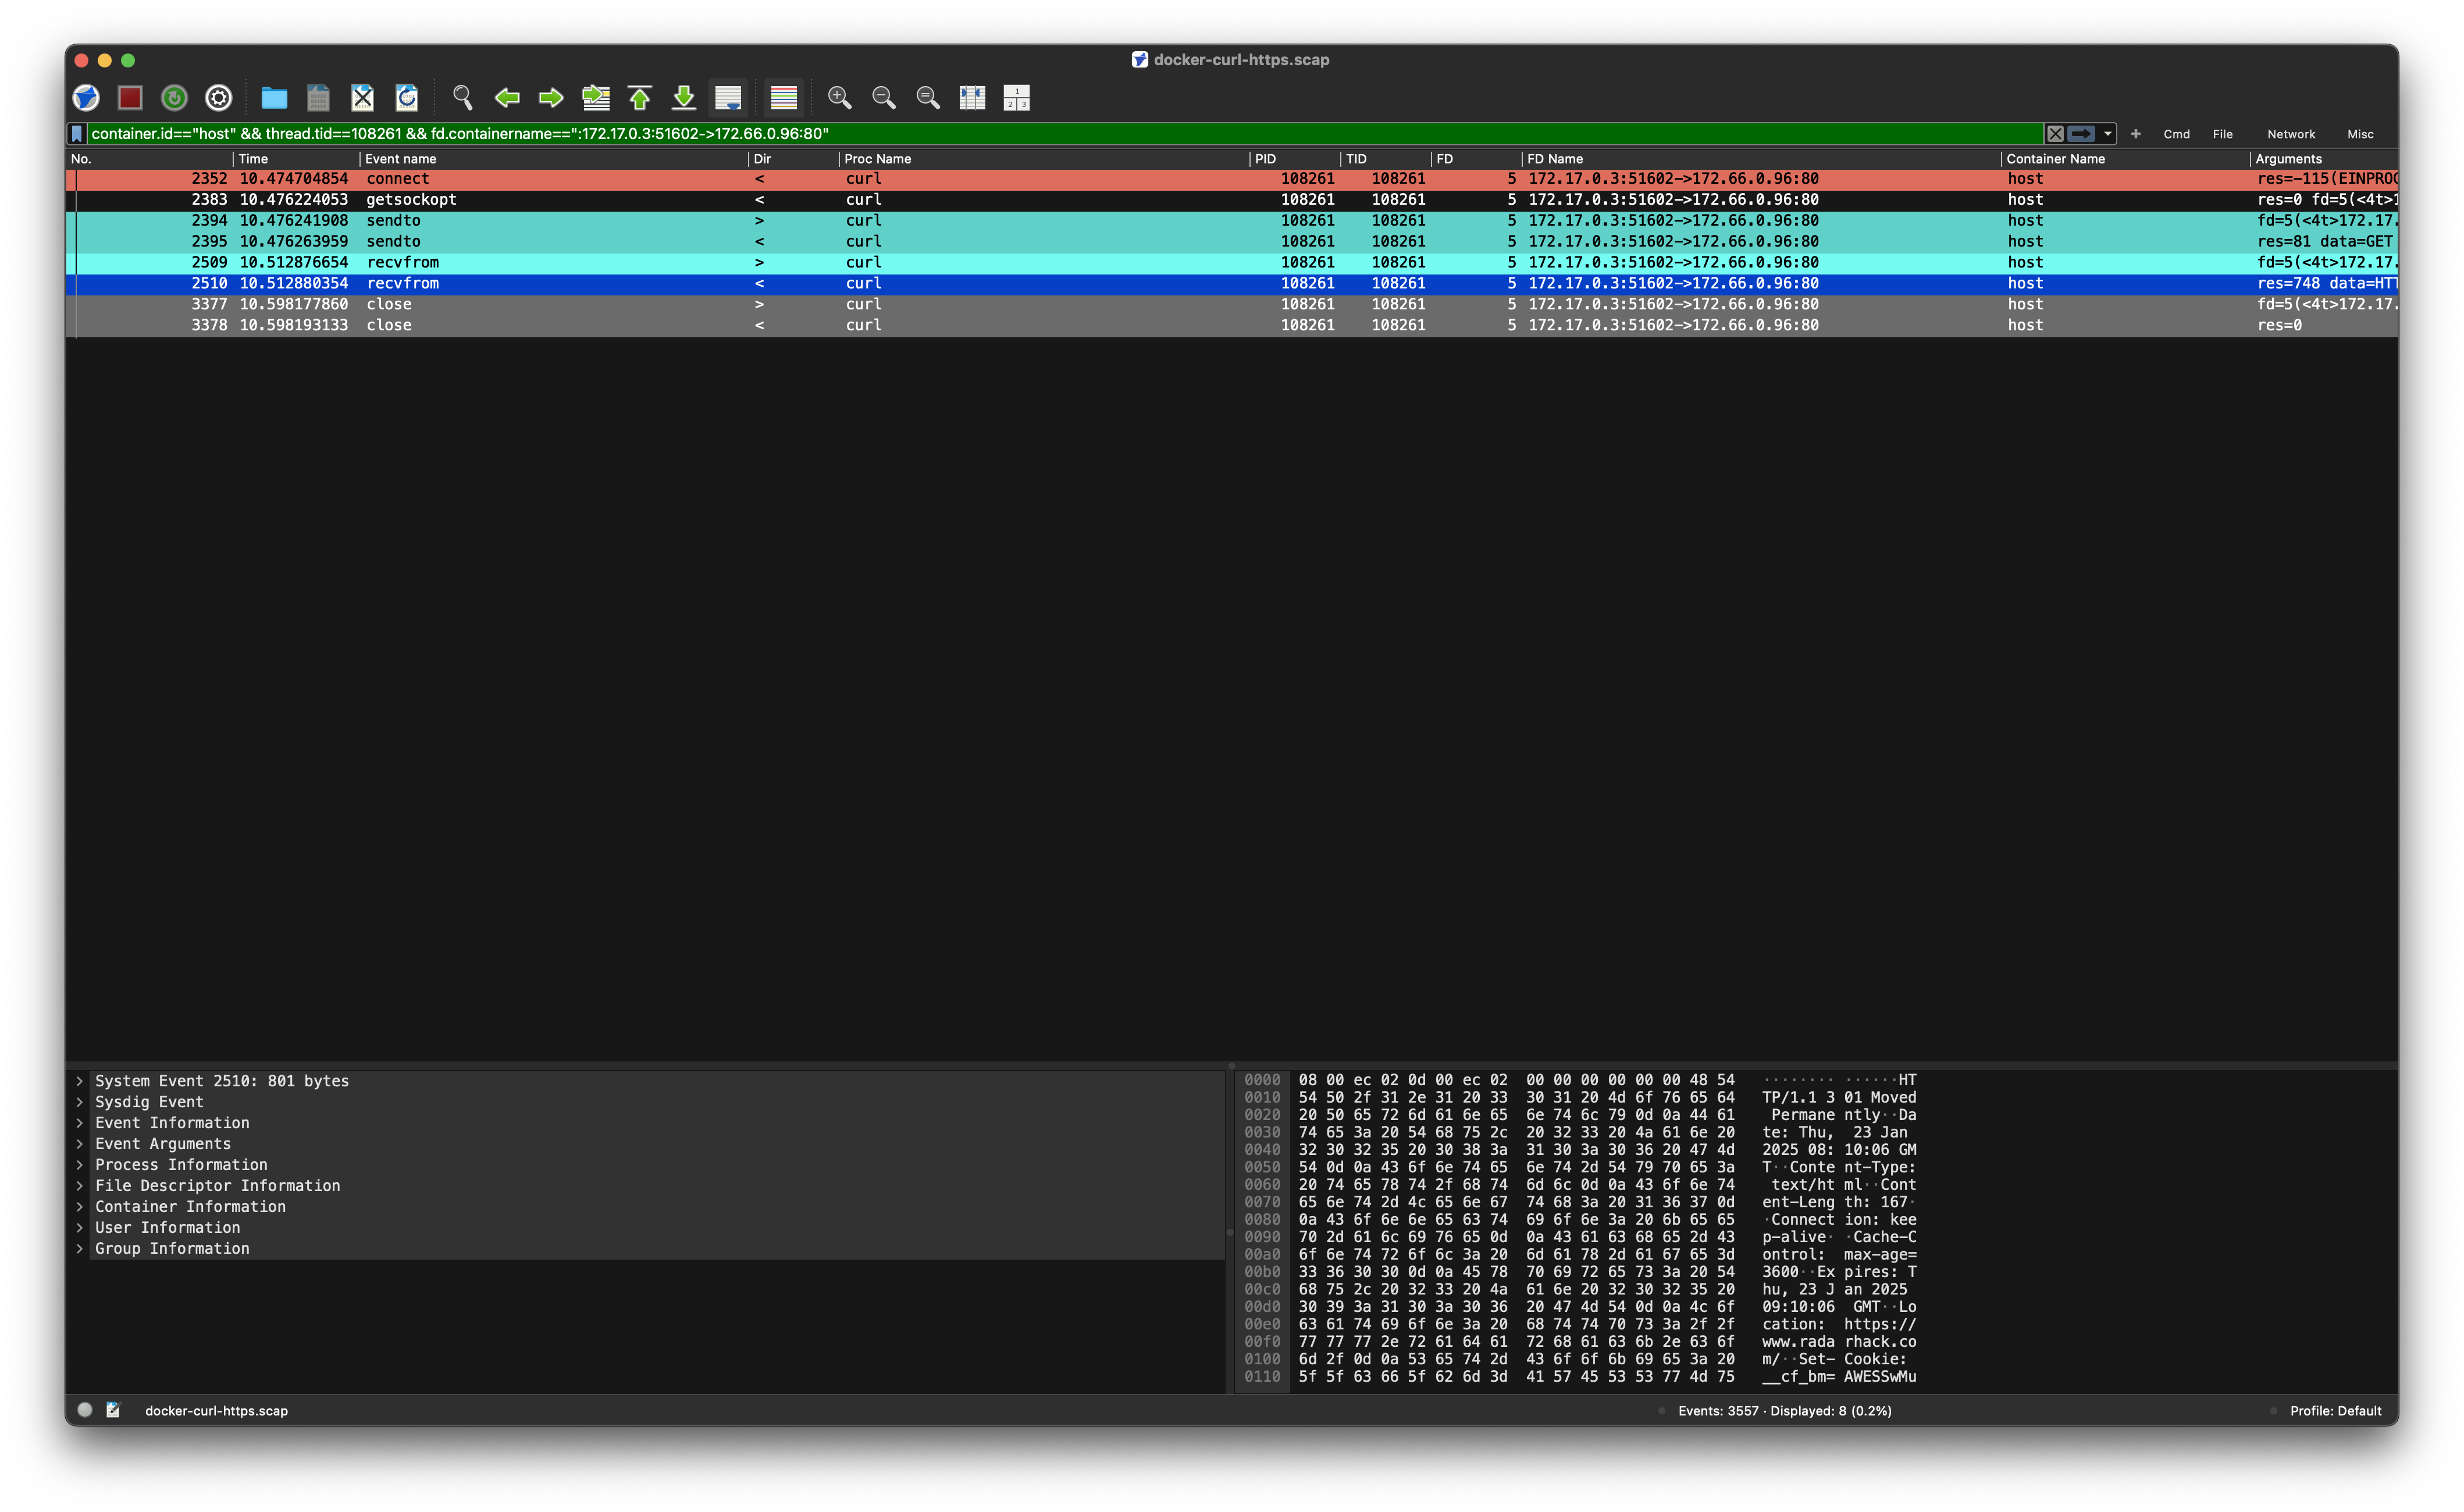 docker-curl-https.scap
container.id=="host" && thread.tid==108261 && fd.containername==":172.17.0.3:51602->172.66.0.96:80" + Cmd File Network Misc
No. Time Event name Dir Proc Name PID TID FD FD Name Container Name Arguments
2352 10.474704854 connect < curl 108261 108261 5 172.17.0.3:51602->172.66.0.96:80 host res=-115(EINPROG
2383 10.476224053 getsockopt < curl 108261 108261 5 172.17.0.3:51602->172.66.0.96:80 host res=0 fd=5(<4t>1
2394 10.476241908 sendto > curl 108261 108261 5 172.17.0.3:51602->172.66.0.96:80 host fd=5(<4t>172.17.
2395 10.476263959 sendto < curl 108261 108261 5 172.17.0.3:51602->172.66.0.96:80 host res=81 data=GET
2509 10.512876654 recvfrom > curl 108261 108261 5 172.17.0.3:51602->172.66.0.96:80 host fd=5(<4t>172.17.
2510 10.512880354 recvfrom < curl 108261 108261 5 172.17.0.3:51602->172.66.0.96:80 host res=748 data=HTT
3377 10.598177860 close > curl 108261 108261 5 172.17.0.3:51602->172.66.0.96:80 host fd=5(<4t>172.17.
3378 10.598193133 close < curl 108261 108261 5 172.17.0.3:51602->172.66.0.96:80 host res=0
System Event 2510: 801 bytes
Sysdig Event
Event Information
Event Arguments
Process Information
File Descriptor Information
Container Information
User Information
Group Information
0000 08 00 ec 02 0d 00 ec 02 00 00 00 00 00 00 48 54 ········ ······HT
0010 54 50 2f 31 2e 31 20 33 30 31 20 4d 6f 76 65 64 TP/1.1 3 01 Moved
0020 20 50 65 72 6d 61 6e 65 6e 74 6c 79 0d 0a 44 61 Permane ntly··Da
0030 74 65 3a 20 54 68 75 2c 20 32 33 20 4a 61 6e 20 te: Thu, 23 Jan
0040 32 30 32 35 20 30 38 3a 31 30 3a 30 36 20 47 4d 2025 08: 10:06 GM
0050 54 0d 0a 43 6f 6e 74 65 6e 74 2d 54 79 70 65 3a T··Conte nt-Type:
0060 20 74 65 78 74 2f 68 74 6d 6c 0d 0a 43 6f 6e 74 text/ht ml··Cont
0070 65 6e 74 2d 4c 65 6e 67 74 68 3a 20 31 36 37 0d ent-Leng th: 167·
0080 0a 43 6f 6e 6e 65 63 74 69 6f 6e 3a 20 6b 65 65 ·Connect ion: kee
0090 70 2d 61 6c 69 76 65 0d 0a 43 61 63 68 65 2d 43 p-alive· ·Cache-C
00a0 6f 6e 74 72 6f 6c 3a 20 6d 61 78 2d 61 67 65 3d ontrol: max-age=
00b0 33 36 30 30 0d 0a 45 78 70 69 72 65 73 3a 20 54 3600··Ex pires: T
00c0 68 75 2c 20 32 33 20 4a 61 6e 20 32 30 32 35 20 hu, 23 J an 2025
00d0 30 39 3a 31 30 3a 30 36 20 47 4d 54 0d 0a 4c 6f 09:10:06 GMT··Lo
00e0 63 61 74 69 6f 6e 3a 20 68 74 74 70 73 3a 2f 2f cation: https://
00f0 77 77 77 2e 72 61 64 61 72 68 61 63 6b 2e 63 6f www.rada rhack.co
0100 6d 2f 0d 0a 53 65 74 2d 43 6f 6f 6b 69 65 3a 20 m/··Set- Cookie:
0110 5f 5f 63 66 5f 62 6d 3d 41 57 45 53 53 77 4d 75 __cf_bm= AWESSwMu
docker-curl-https.scap Events: 3557 · Displayed: 8 (0.2%) Profile: Default